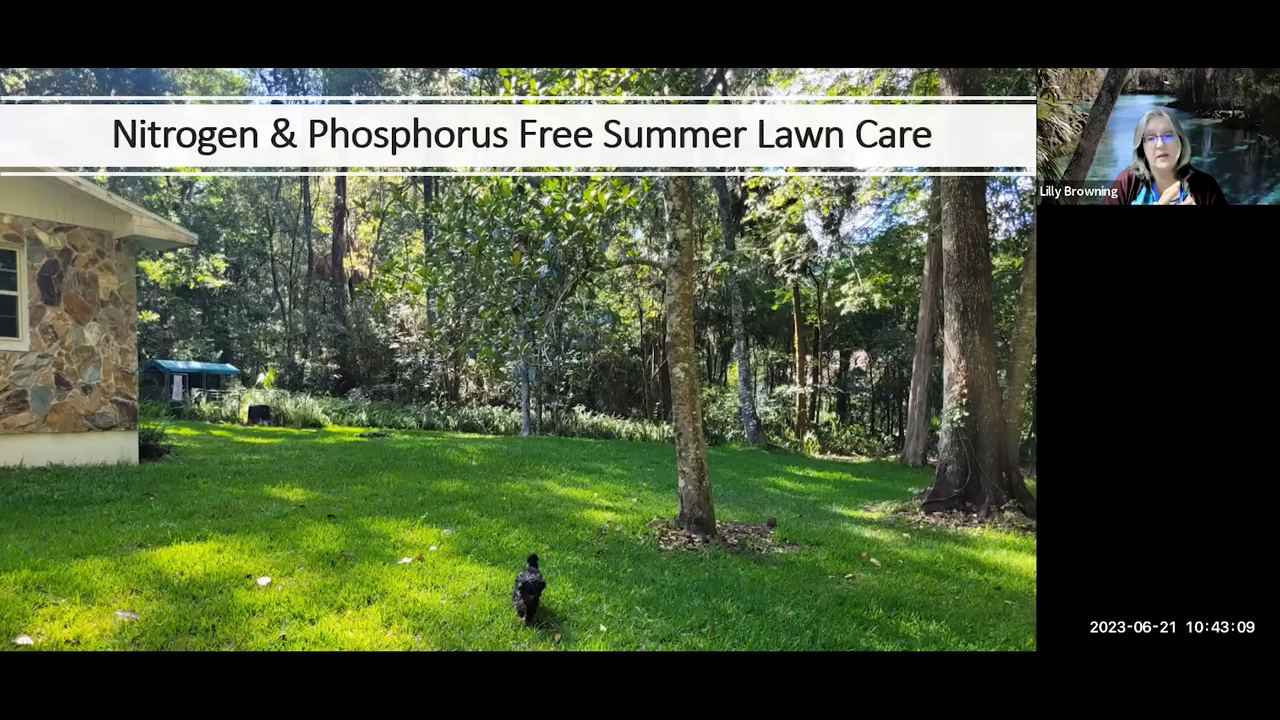 Nitrogen & Phosphorus Free Summer Lawn Care
Lilly Browning
2023-06-21 10:43:09